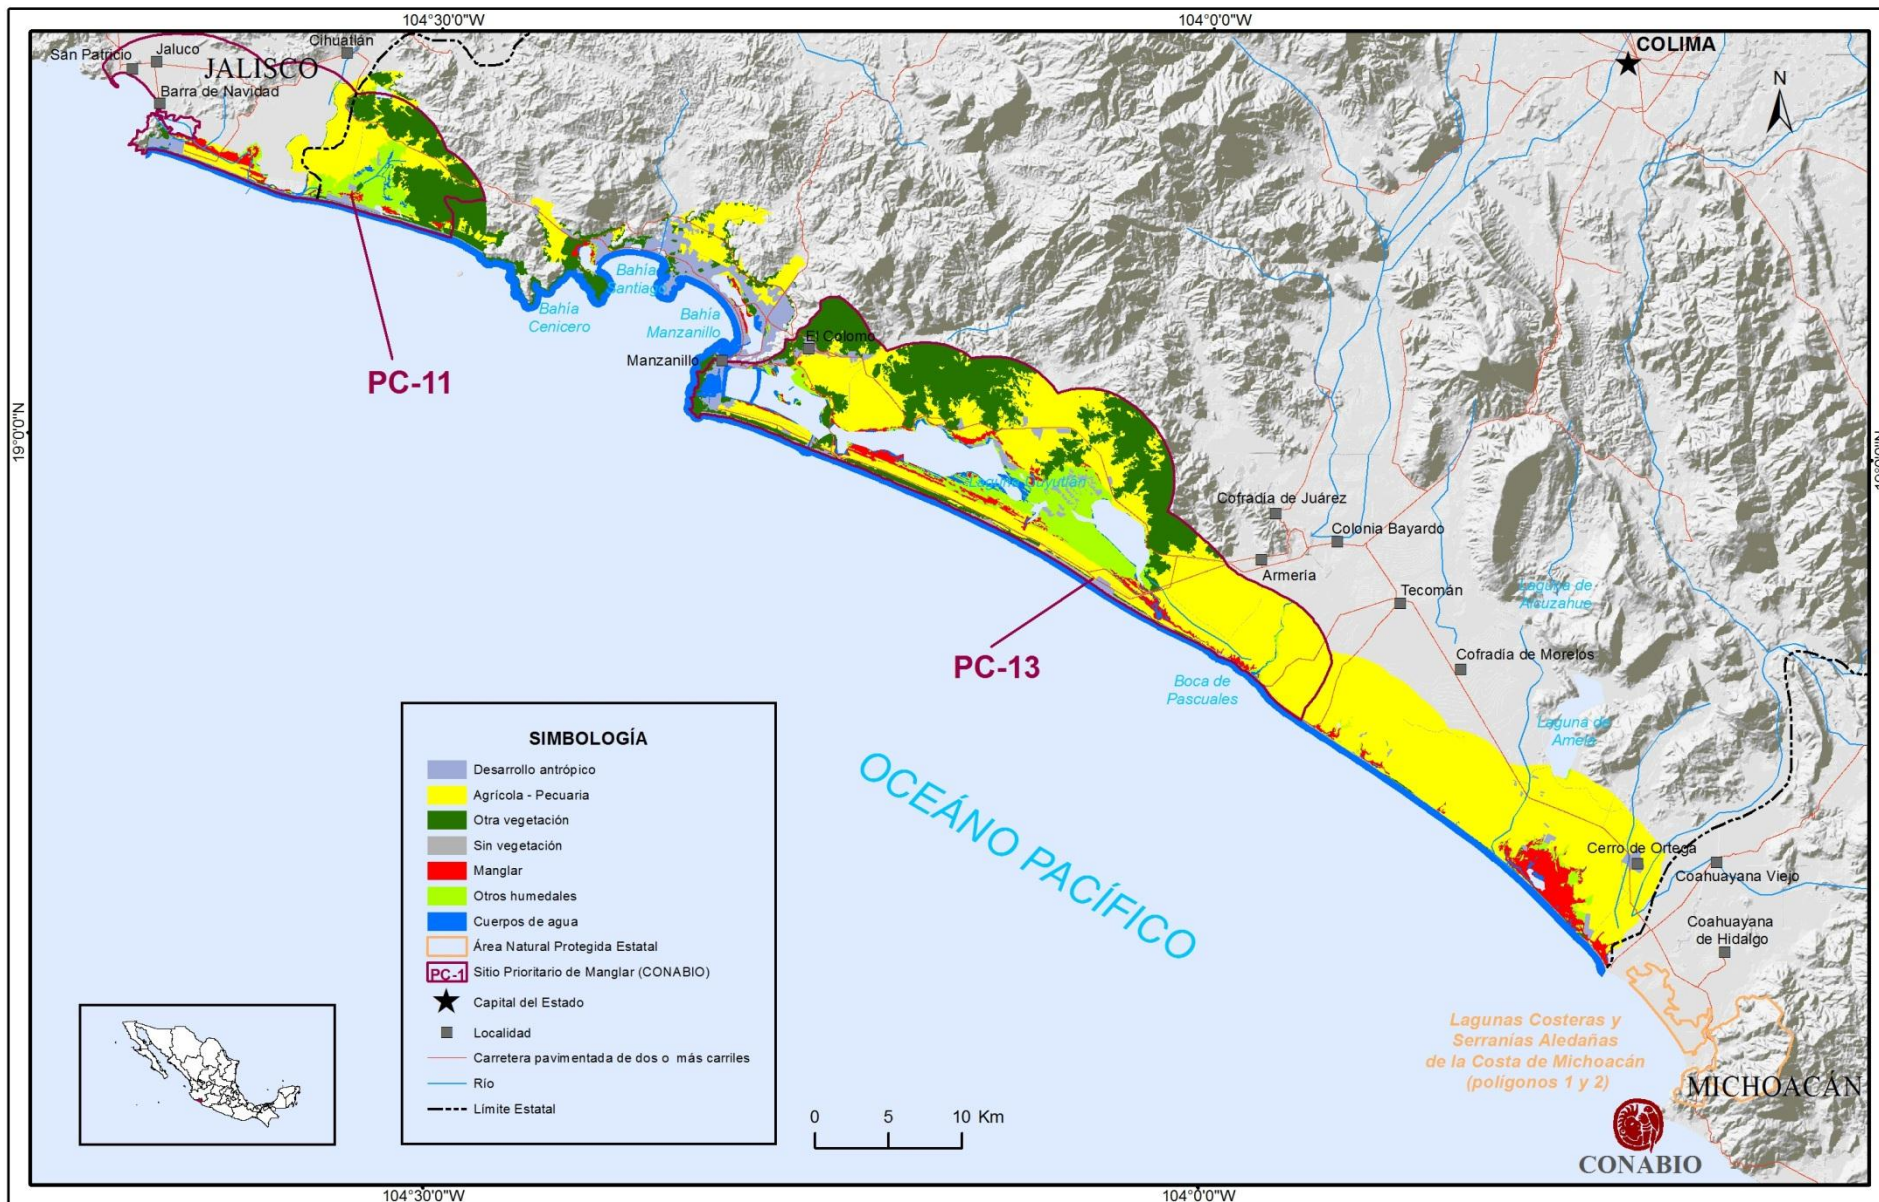 104°30'0"W
104°0'0"W
COLIMA
San Patricio
Jaluco
Cihuatlán
JALISCO
Barra de Navidad
N
Bahía
Santiago
Bahía
Cenicero
Bahía
Manzanillo
El Colomo
Manzanillo
PC-11
19°0'0"N
19°0'0"N
Laguna Cuyutlán
Cofradía de Juárez
Colonia Bayardo
Armería
Tecomán
Laguna de
Alcuzahue
PC-13
Cofradía de Morelos
Boca de
Pascuales
Laguna de
Amela
OCEÁNO PACÍFICO
Cerro de Ortega
Coahuayana Viejo
Coahuayana
de Hidalgo
SIMBOLOGÍA
Desarrollo antrópico
Agrícola - Pecuaria
Otra vegetación
Sin vegetación
Manglar
Otros humedales
Cuerpos de agua
Área Natural Protegida Estatal
PC-1 Sitio Prioritario de Manglar (CONABIO)
Capital del Estado
Localidad
Carretera pavimentada de dos o más carriles
Río
Límite Estatal
Lagunas Costeras y
Serranías Aledañas
de la Costa de Michoacán
(polígonos 1 y 2)
MICHOACÁN
0 5 10 Km
CONABIO
104°30'0"W
104°0'0"W